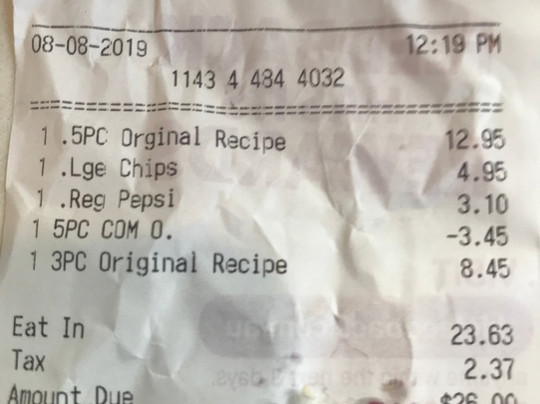 08-08-2019 12:19 PM
1143 4 484 4032
1 .5PC Orginal Recipe 12.95
1 .Lge Chips 4.95
1 .Reg Pepsi 3.10
1 5PC COM O. -3.45
1 3PC Original Recipe 8.45
Eat In 23.63
Tax 2.37
Amount Due $26.00